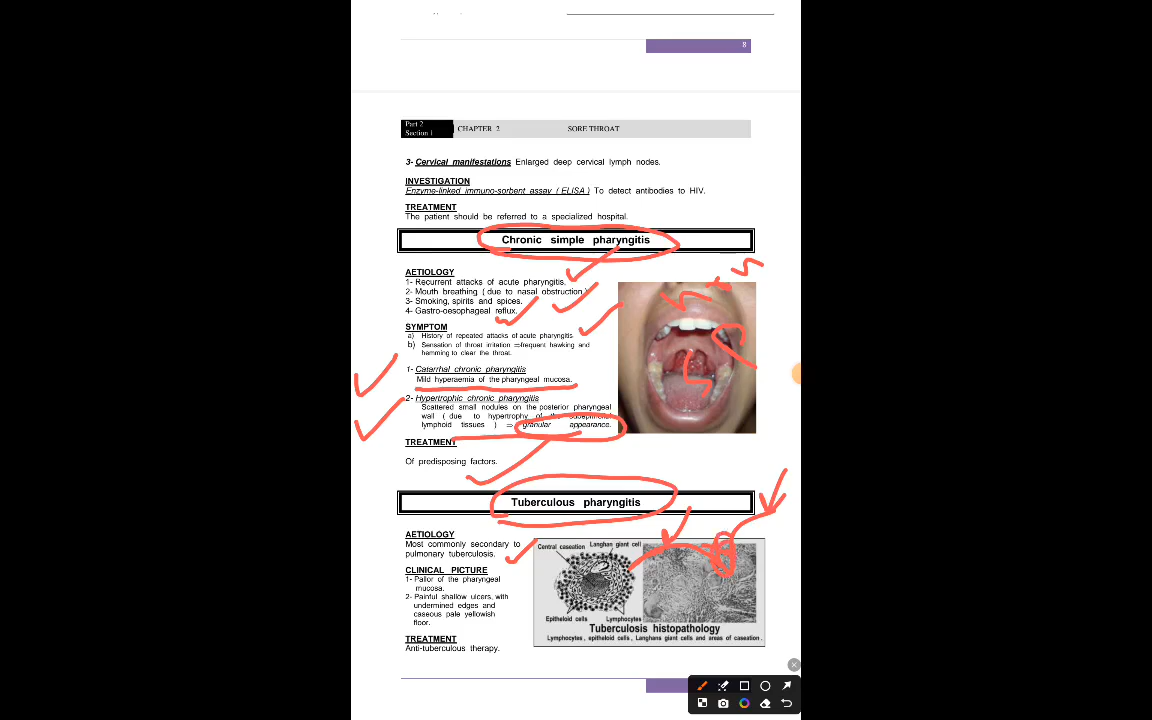 8
Part 2
Section 1
CHAPTER 2 SORE THROAT
3- Cervical manifestations Enlarged deep cervical lymph nodes.
INVESTIGATION
Enzyme-linked immuno-sorbent assay ( ELISA ) To detect antibodies to HIV.
TREATMENT
The patient should be referred to a specialized hospital.
Chronic simple pharyngitis
AETIOLOGY
1- Recurrent attacks of acute pharyngitis.
2- Mouth breathing ( due to nasal obstruction )
3- Smoking, spirits and spices.
4- Gastro-oesophageal reflux.
SYMPTOM
a) History of repeated attacks of acute pharyngitis
b) Sensation of throat irritation ⇒frequent hawking and
hemming to clear the throat.
1- Catarrhal chronic pharyngitis
Mild hyperaemia of the pharyngeal mucosa.
2- Hypertrophic chronic pharyngitis
Scattered small nodules on the posterior pharyngeal
wall ( due to hypertrophy of the
lymphoid tissues ) ⇒ granular appearance.
TREATMENT
Of predisposing factors.
Tuberculous pharyngitis
AETIOLOGY
Most commonly secondary to
pulmonary tuberculosis.
CLINICAL PICTURE
1- Pallor of the pharyngeal
mucosa.
2- Painful shallow ulcers, with
undermined edges and
caseous pale yellowish
floor.
TREATMENT
Anti-tuberculous therapy.
Central caseation Langhan giant cell
Epitheloid cells Lymphocytes
Tuberculosis histopathology
Lymphocytes , epitheloid cells , Langhans giant cells and areas of caseation .